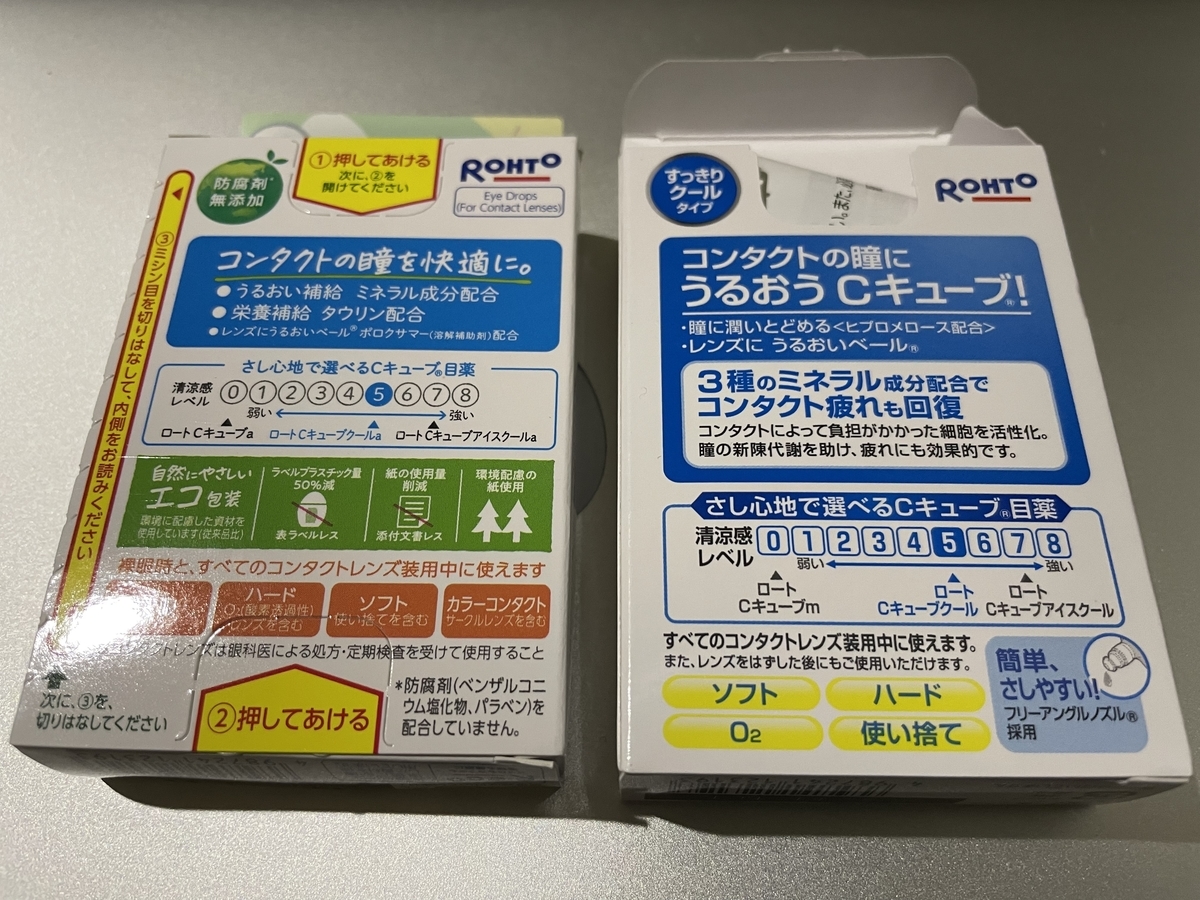 防腐剤*
無添加
①押してあける
次に、②を
開けてください
ROHTO
Eye Drops
(For Contact Lenses)
③ミシン目を切りはなして、内側をお読みください
コンタクトの瞳を快適に。
●うるおい補給 ミネラル成分配合
●栄養補給 タウリン配合
●レンズにうるおいベール® ポロクサマー(溶解補助剤)配合
さし心地で選べるCキューブ®目薬
清涼感
レベル
0 1 2 3 4 5 6 7 8
弱い 強い
ロートCキューブa ロートCキューブクールa ロートCキューブアイスクールa
自然にやさしい
エコ包装
環境に配慮した資材を
使用しています(従来品比)
ラベルプラスチック量
50%減
表ラベルレス
紙の使用量
削減
添付文書レス
環境配慮の
紙使用
裸眼時と、すべてのコンタクトレンズ装用中に使えます
ハード
O₂(酸素透過性)
レンズを含む
ソフト
使い捨てを含む
カラーコンタクト
サークルレンズを含む
コンタクトレンズは眼科医による処方・定期検査を受けて使用すること
次に、③を、
切りはなしてください
②押してあける
*防腐剤(ベンザルコニ
ウム塩化物、パラベン)を
配合していません。
すっきり
クール
タイプ
ROHTO
コンタクトの瞳に
うるおう Cキューブ®!
・瞳に潤いとどめる<ヒプロメロース配合>
・レンズに うるおいベール®
3種のミネラル成分配合で
コンタクト疲れも回復
コンタクトによって負担がかかった細胞を活性化。
瞳の新陳代謝を助け、疲れにも効果的です。
さし心地で選べるCキューブ®目薬
清涼感
レベル
0 1 2 3 4 5 6 7 8
弱い 強い
ロート
Cキューブm
ロート
Cキューブクール
ロート
Cキューブアイスクール
すべてのコンタクトレンズ装用中に使えます。
また、レンズをはずした後にもご使用いただけます。
ソフト
ハード
O₂
使い捨て
簡単、
さしやすい!
フリーアングルノズル®
採用